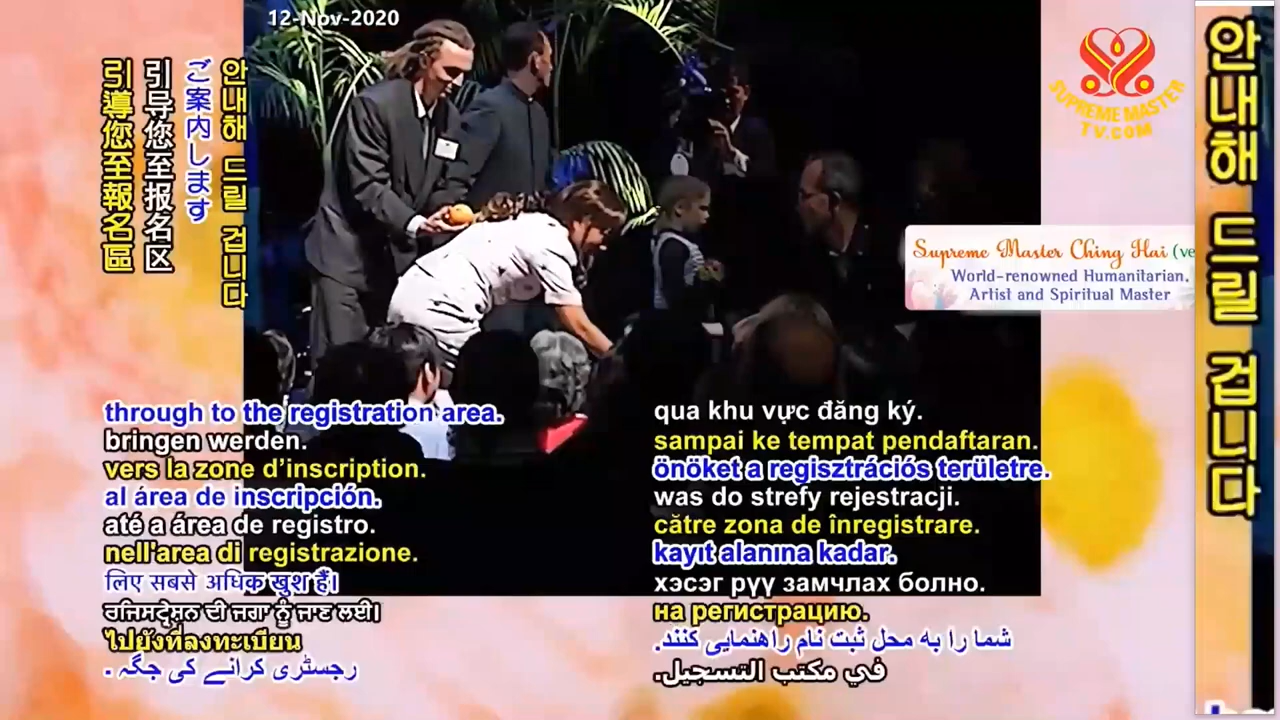 12-Nov-2020
SUPREME MASTER
TV.COM
안내해 드릴 겁니다
ご案内します
引导您至报名区
引導您至報名區
Supreme Master Ching Hai (ve
World-renowned Humanitarian,
Artist and Spiritual Master
through to the registration area.
bringen werden.
vers la zone d’inscription.
al área de inscripción.
até a área de registro.
nell'area di registrazione.
लिए सबसे अधिक खुश हैं।
ਰਜਿਸਟ੍ਰੇਸ਼ਨ ਦੀ ਜਗਾ ਨੂੰ ਜਾਣ ਲਈ।
ไปยังที่ลงทะเบียน
رجسٹری کرانے کی جگہ .
qua khu vực đăng ký.
sampai ke tempat pendaftaran.
önöket a regisztrációs területre.
was do strefy rejestracji.
către zona de înregistrare.
kayıt alanına kadar.
хэсэг рүү замчлах болно.
на регистрацию.
شما را به محل ثبت نام راهنمایی کنند.
في مكتب التسجيل.
안내해 드릴 겁니다